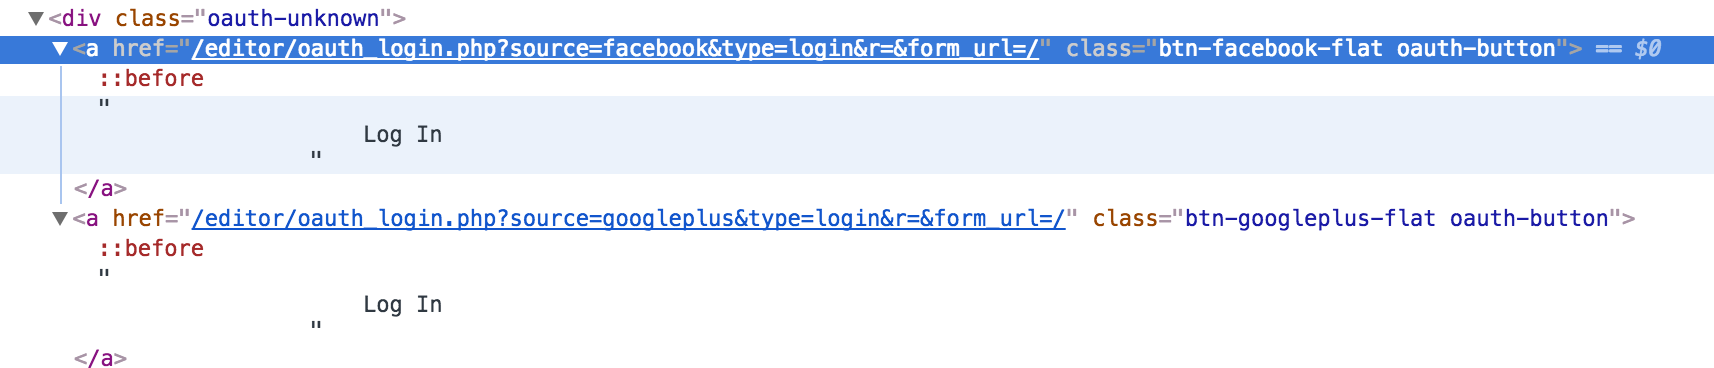 ▼<div class="oauth-unknown">
▼<a href="/editor/oauth_login.php?source=facebook&type=login&r=&form_url=/" class="btn-facebook-flat oauth-button"> == $0
::before
"
Log In
"
</a>
▼<a href="/editor/oauth_login.php?source=googleplus&type=login&r=&form_url=/" class="btn-googleplus-flat oauth-button">
::before
"
Log In
"
</a>